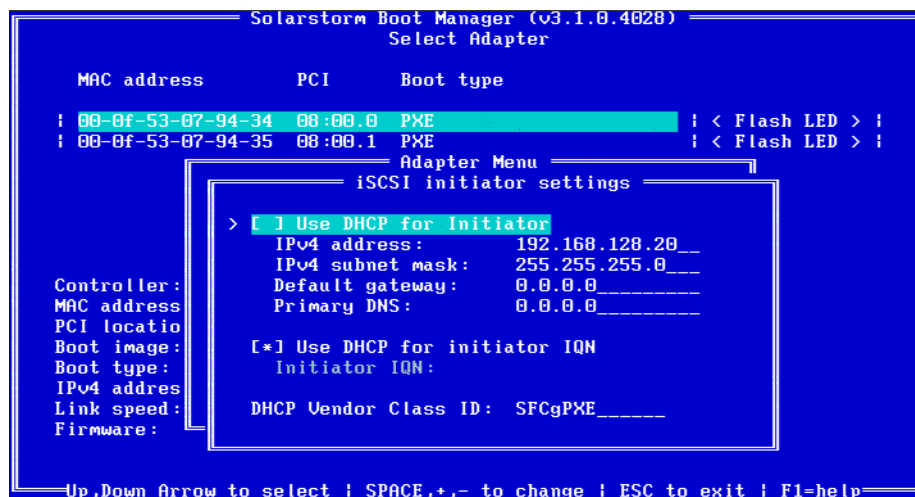 Solarstorm Boot Manager (v3.1.0.4028)
Select Adapter
MAC address PCI Boot type
¦ 00-0f-53-07-94-34 08:00.0 PXE ¦ < Flash LED > ¦
¦ 00-0f-53-07-94-35 08:00.1 PXE ¦ < Flash LED > ¦
Adapter Menu
iSCSI initiator settings
> [ ] Use DHCP for Initiator
IPv4 address: 192.168.128.20__
IPv4 subnet mask: 255.255.255.0___
Default gateway: 0.0.0.0_________
Primary DNS: 0.0.0.0_________
[*] Use DHCP for initiator IQN
Initiator IQN:
DHCP Vendor Class ID: SFCgPXE______
Controller:
MAC address
PCI locatio
Boot image:
Boot type:
IPv4 addres
Link speed:
Firmware:
Up,Down Arrow to select ¦ SPACE,+,- to change ¦ ESC to exit ¦ F1=help